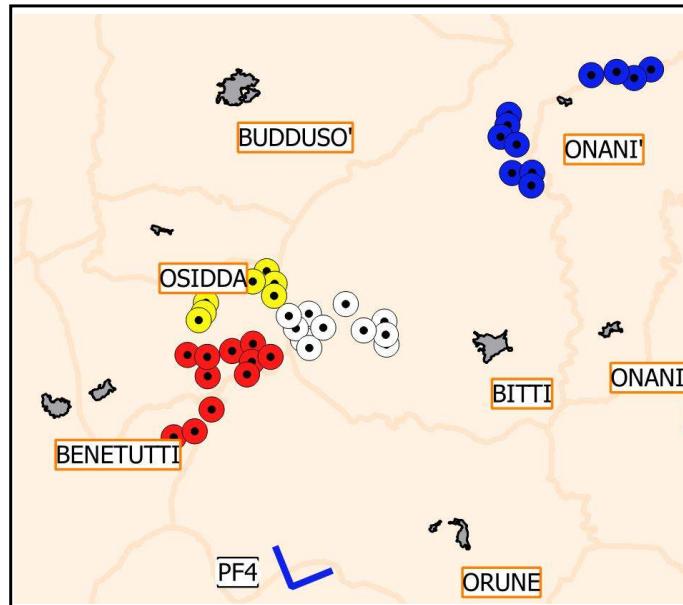 BUDDUSO'
ONANI'
OSIDDA
BITTI
ONANI
BENETUTTI
PF4
ORUNE